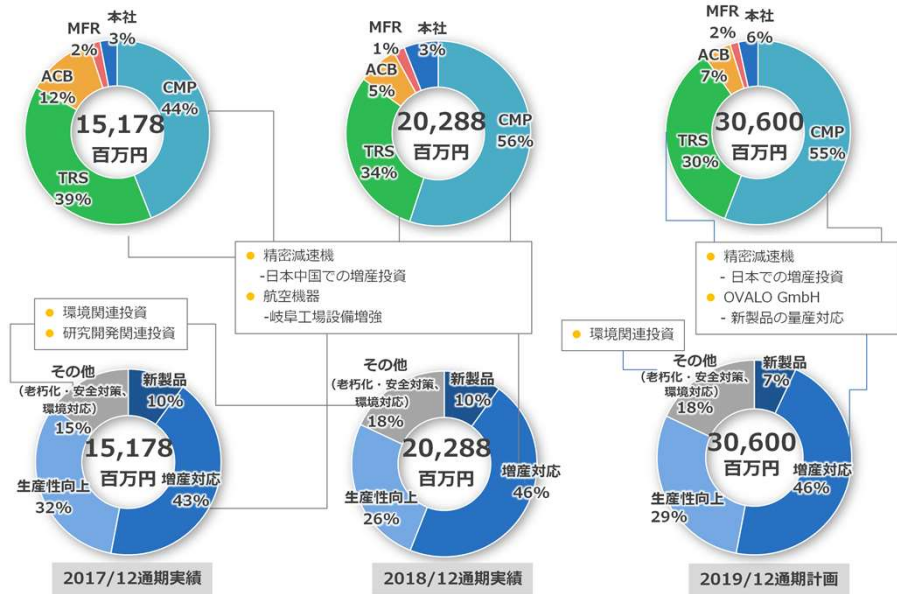 MFR
2%
本社
3%
ACB
12%
CMP
44%
15,178
百万円
TRS
39%
MFR
1%
本社
3%
ACB
5%
CMP
56%
20,288
百万円
TRS
34%
MFR
2%
本社
6%
ACB
7%
CMP
55%
30,600
百万円
TRS
30%
● 精密減速機
-日本中国での増産投資
● 航空機器
-岐阜工場設備増強
● 精密減速機
- 日本での増産投資
● OVALO GmbH
- 新製品の量産対応
● 環境関連投資
● 研究開発関連投資
● 環境関連投資
その他
(老朽化・安全対策、
環境対応)
15%
新製品
10%
15,178
百万円
生産性向上
32%
増産対応
43%
2017/12通期実績
その他
(老朽化・安全対策、
環境対応)
18%
新製品
10%
20,288
百万円
生産性向上
26%
増産対応
46%
2018/12通期実績
その他
(老朽化・安全対策、
環境対応)
18%
新製品
7%
30,600
百万円
生産性向上
29%
増産対応
46%
2019/12通期計画